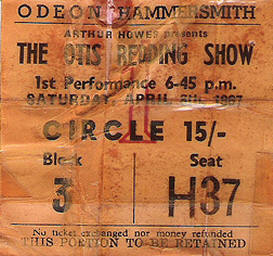 ODEON HAMMERSMITH
ARTHUR HOWES presents
THE OTIS REDDING SHOW
1st Performance 6-45 p.m.
SATURDAY, APRIL 8th 1967
CIRCLE 15/-
Block Seat
3 H37
No ticket exchanged nor money refunded
THIS PORTION TO BE RETAINED